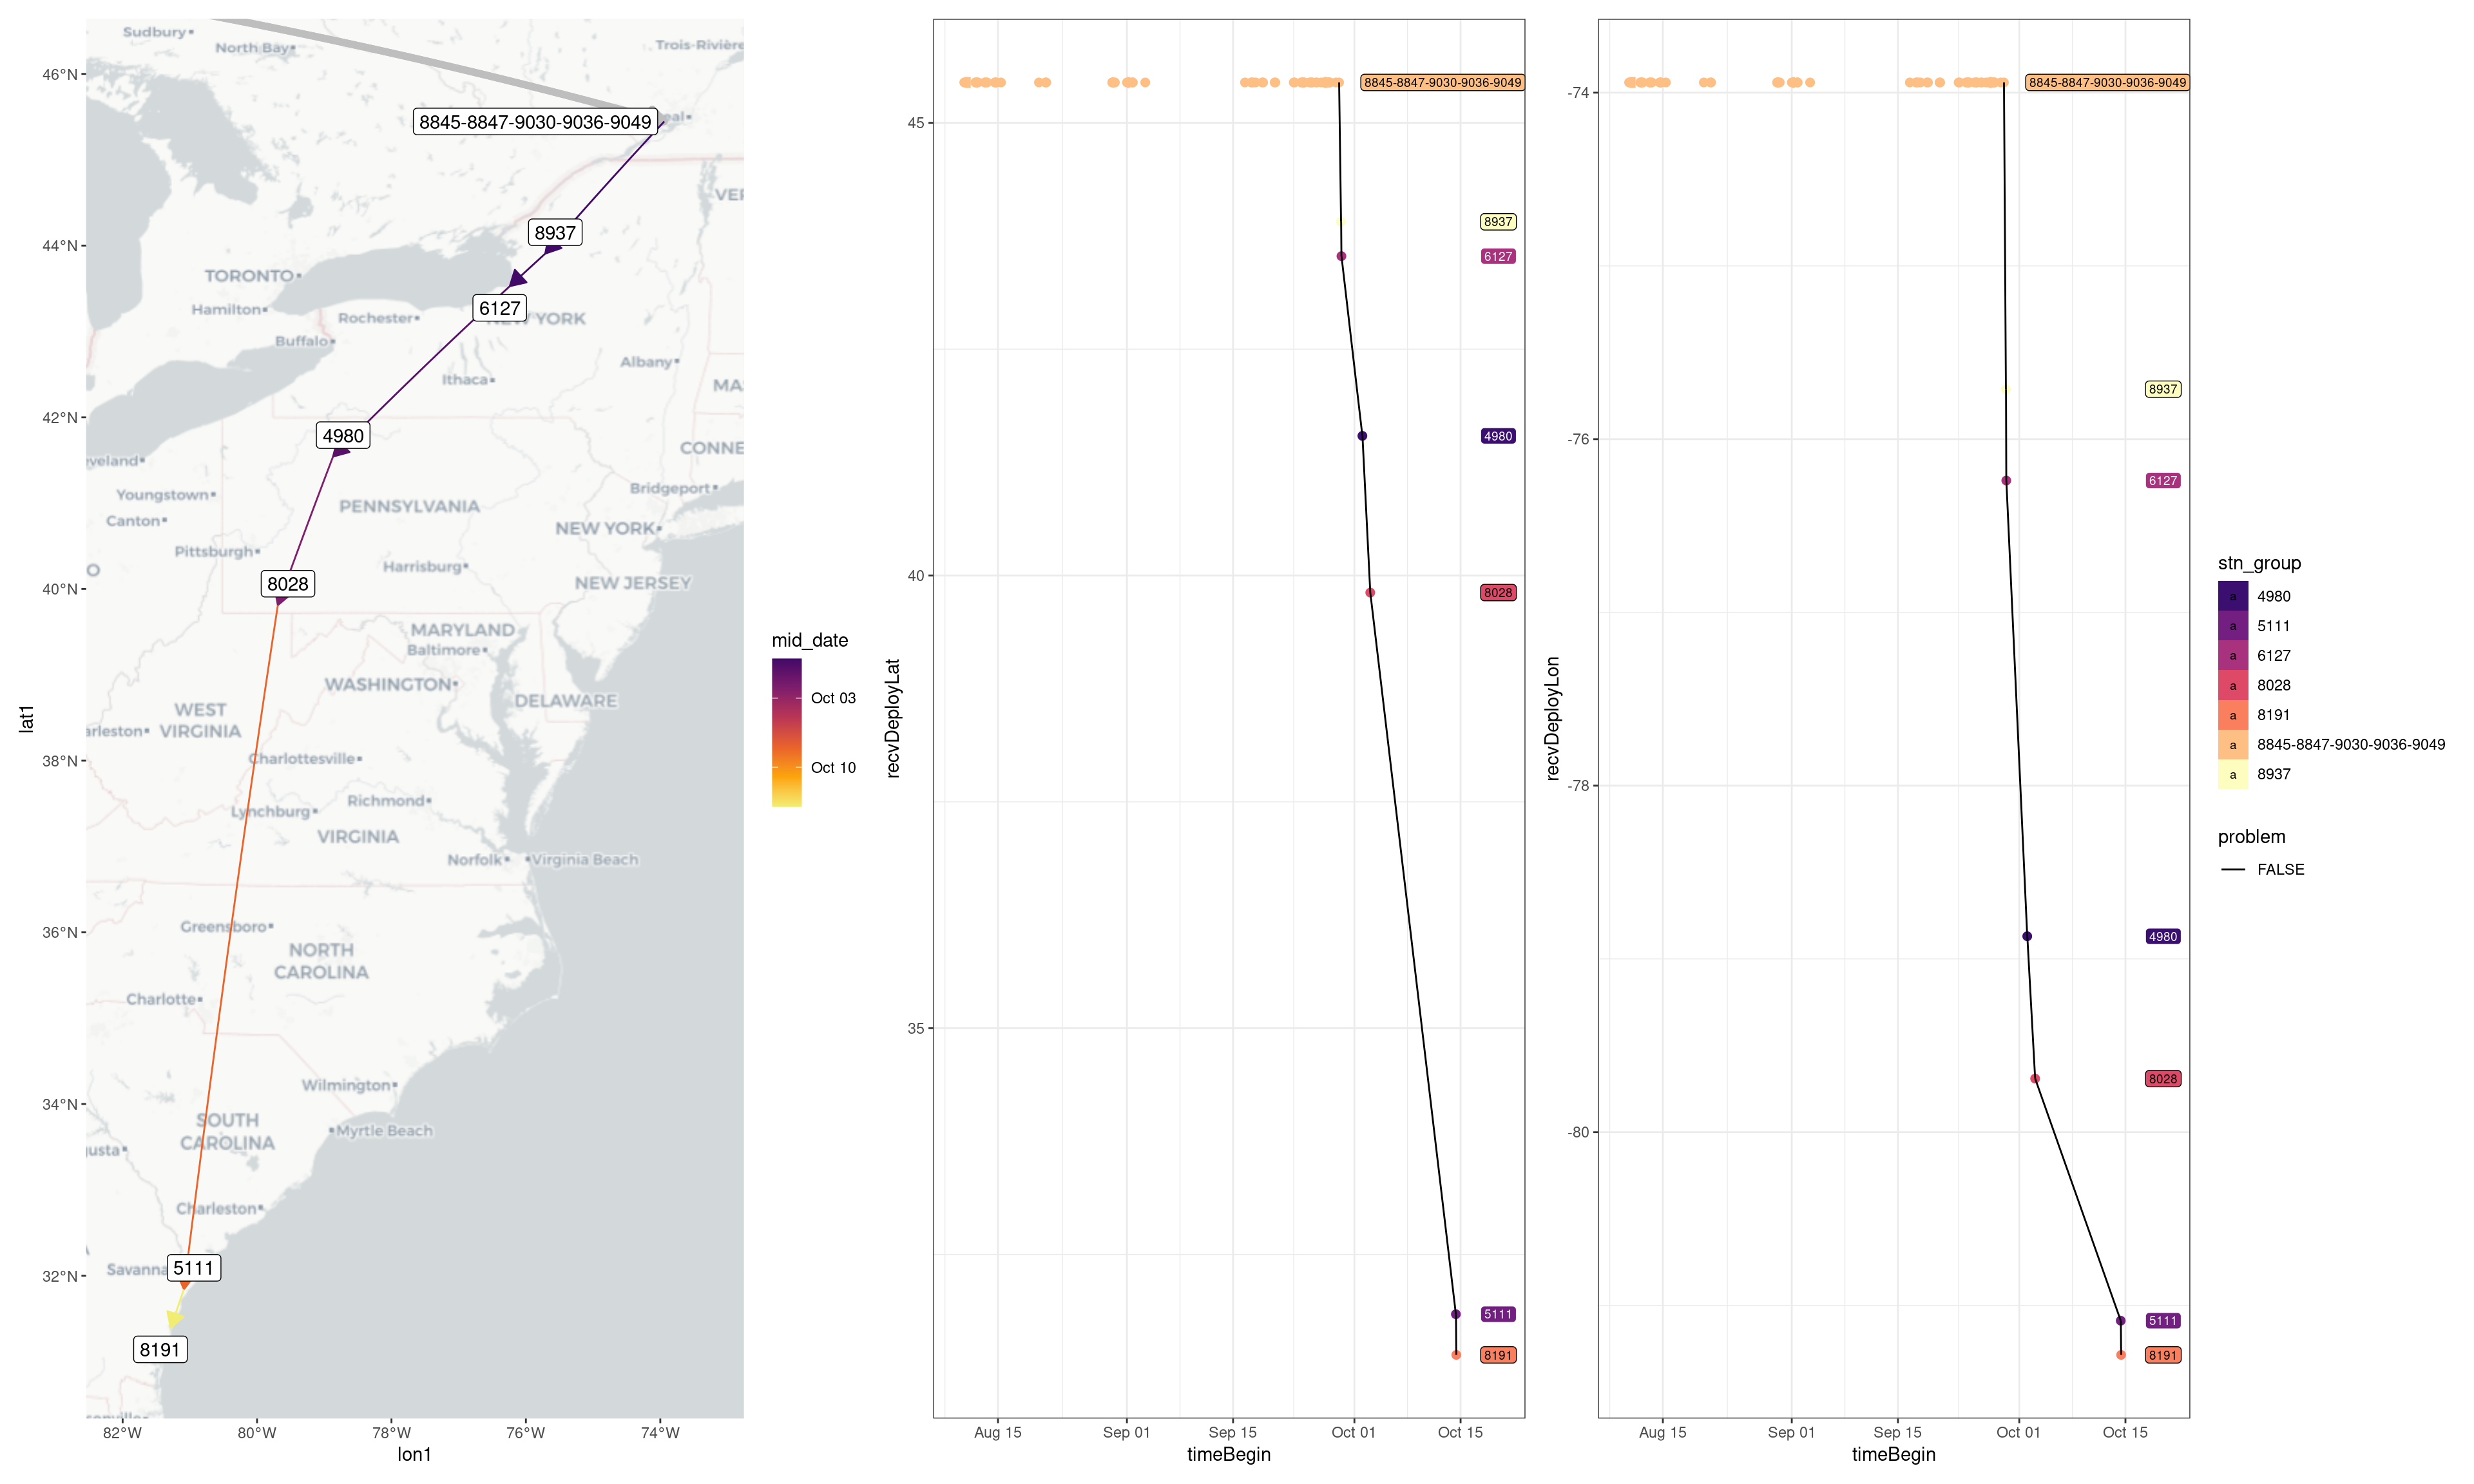 46°N
44°N
42°N
40°N
38°N
36°N
34°N
32°N
lat1
82°W
80°W
78°W
76°W
74°W
lon1
Sudbury
North Bay
Trois-Rivière
8845-8847-9030-9036-9049
eal
8937
VER
TORONTO
Hamilton
6127
Rochester
NEW YORK
Buffalo
Albany
Ithaca
MA
4980
CONNE
veland
Youngstown
Bridgeport
PENNSYLVANIA
Canton
NEW YORK
Pittsburgh
Harrisburg
O
8028
NEW JERSEY
MARYLAND
Baltimore
WASHINGTON
DELAWARE
WEST
VIRGINIA
arleston
Charlottesville
Richmond
Lynchburg
VIRGINIA
Norfolk
Virginia Beach
Greensboro
NORTH
CAROLINA
Charlotte
Wilmington
SOUTH
CAROLINA
Myrtle Beach
usta
Charleston
5111
Savanna
8191
mid_date
Oct 03
Oct 10
recvDeployLat
45
40
35
8845-8847-9030-9036-9049
8937
6127
4980
8028
5111
8191
Aug 15
Sep 01
Sep 15
Oct 01
Oct 15
timeBegin
recvDeployLon
-74
-76
-78
-80
8845-8847-9030-9036-9049
8937
6127
4980
8028
5111
8191
Aug 15
Sep 01
Sep 15
Oct 01
Oct 15
timeBegin
stn_group
a 4980
a 5111
a 6127
a 8028
a 8191
a 8845-8847-9030-9036-9049
a 8937
problem
FALSE